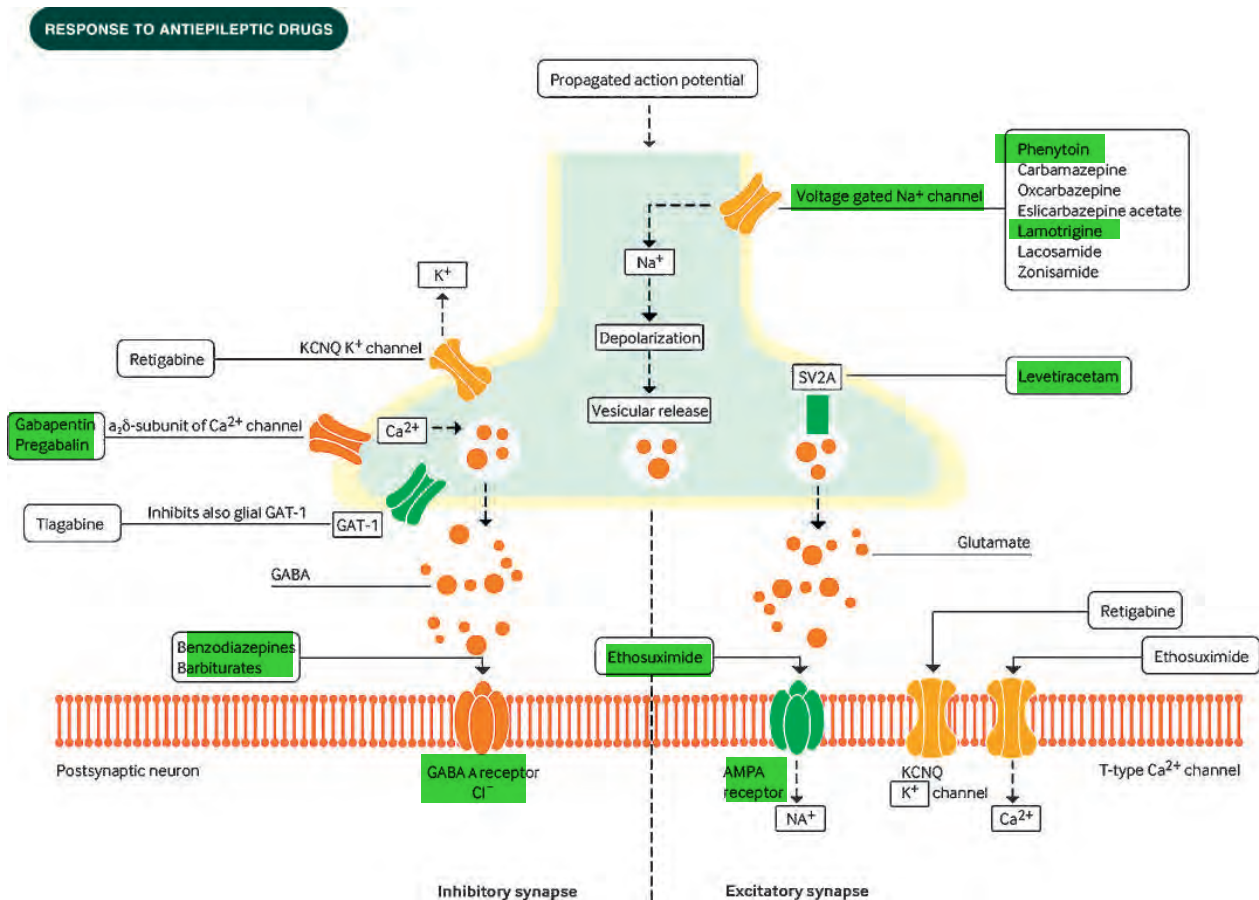 RESPONSE TO ANTIEPILEPTIC DRUGS
Propagated action potential
Phenytoin
Carbamazepine
Oxcarbazepine
Eslicarbazepine acetate
Lamotrigine
Lacosamide
Zonisamide
Voltage gated Na⁺ channel
Na⁺
K⁺
Depolarization
Retigabine
KCNQ K⁺ channel
SV2A
Levetiracetam
Vesicular release
Gabapentin
Pregabalin
a₂δ-subunit of Ca²⁺ channel
Ca²⁺
Tiagabine
Inhibits also glial GAT-1
GAT-1
Glutamate
GABA
Retigabine
Benzodiazepines
Barbiturates
Ethosuximide
Ethosuximide
Postsynaptic neuron
GABA A receptor
Cl⁻
AMPA
receptor
NA⁺
KCNQ
K⁺ channel
Ca²⁺
T-type Ca²⁺ channel
Inhibitory synapse
Excitatory synapse